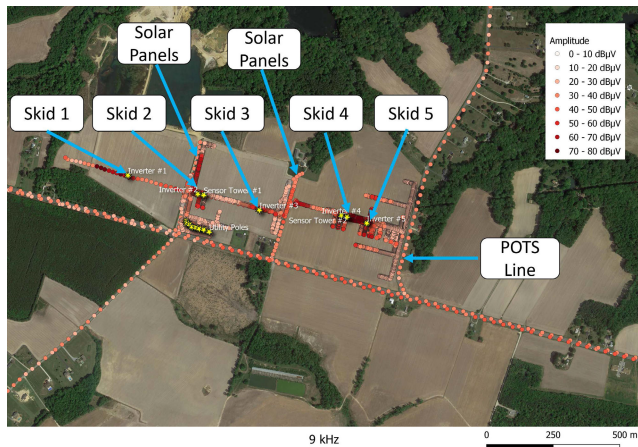 Solar
Panels
Solar
Panels
Amplitude
0 - 10 dBµV
10 - 20 dBµV
20 - 30 dBµV
30 - 40 dBµV
40 - 50 dBµV
50 - 60 dBµV
60 - 70 dBµV
70 - 80 dBµV
Skid 1
Skid 2
Skid 3
Skid 4
Skid 5
Inverter #1
Inverter #2
Sensor Tower #1
Inverter #3
Inverter #4
Sensor Tower #2
Inverter #5
Utility Poles
POTS
Line
9 kHz
0 250 500 m